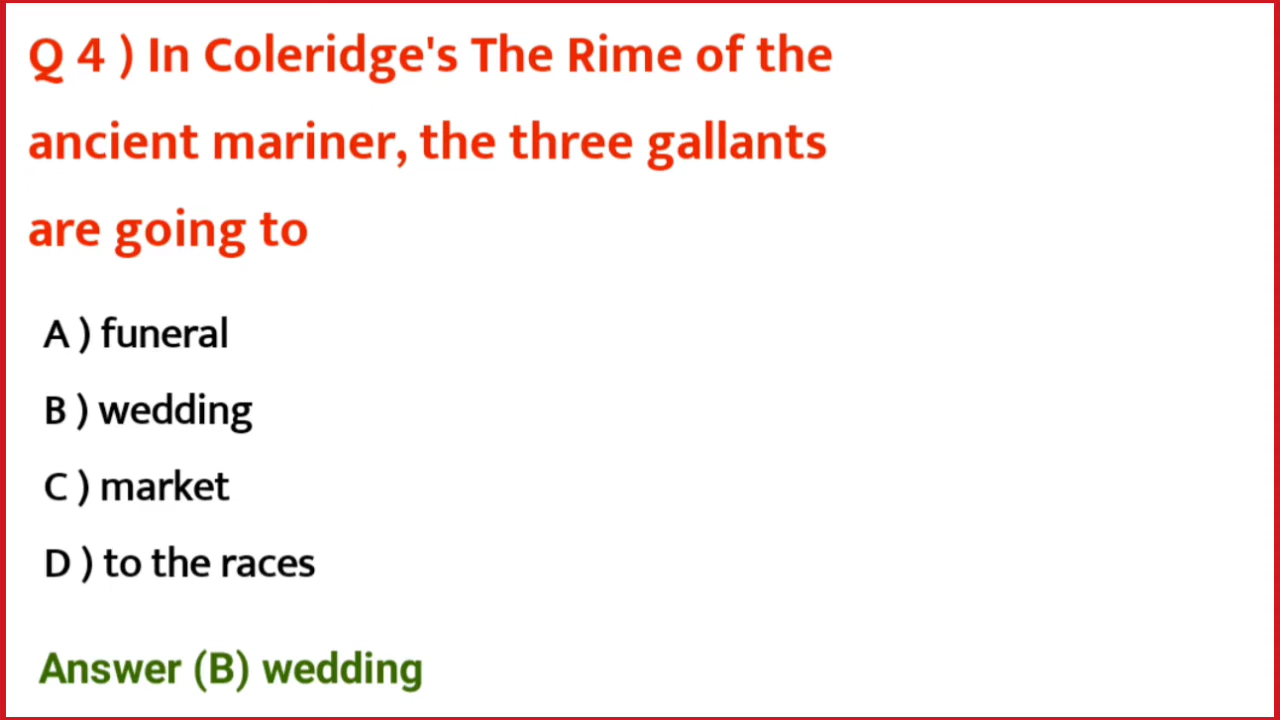 Q 4 ) In Coleridge's The Rime of the
ancient mariner, the three gallants
are going to
A ) funeral
B ) wedding
C ) market
D ) to the races
Answer (B) wedding